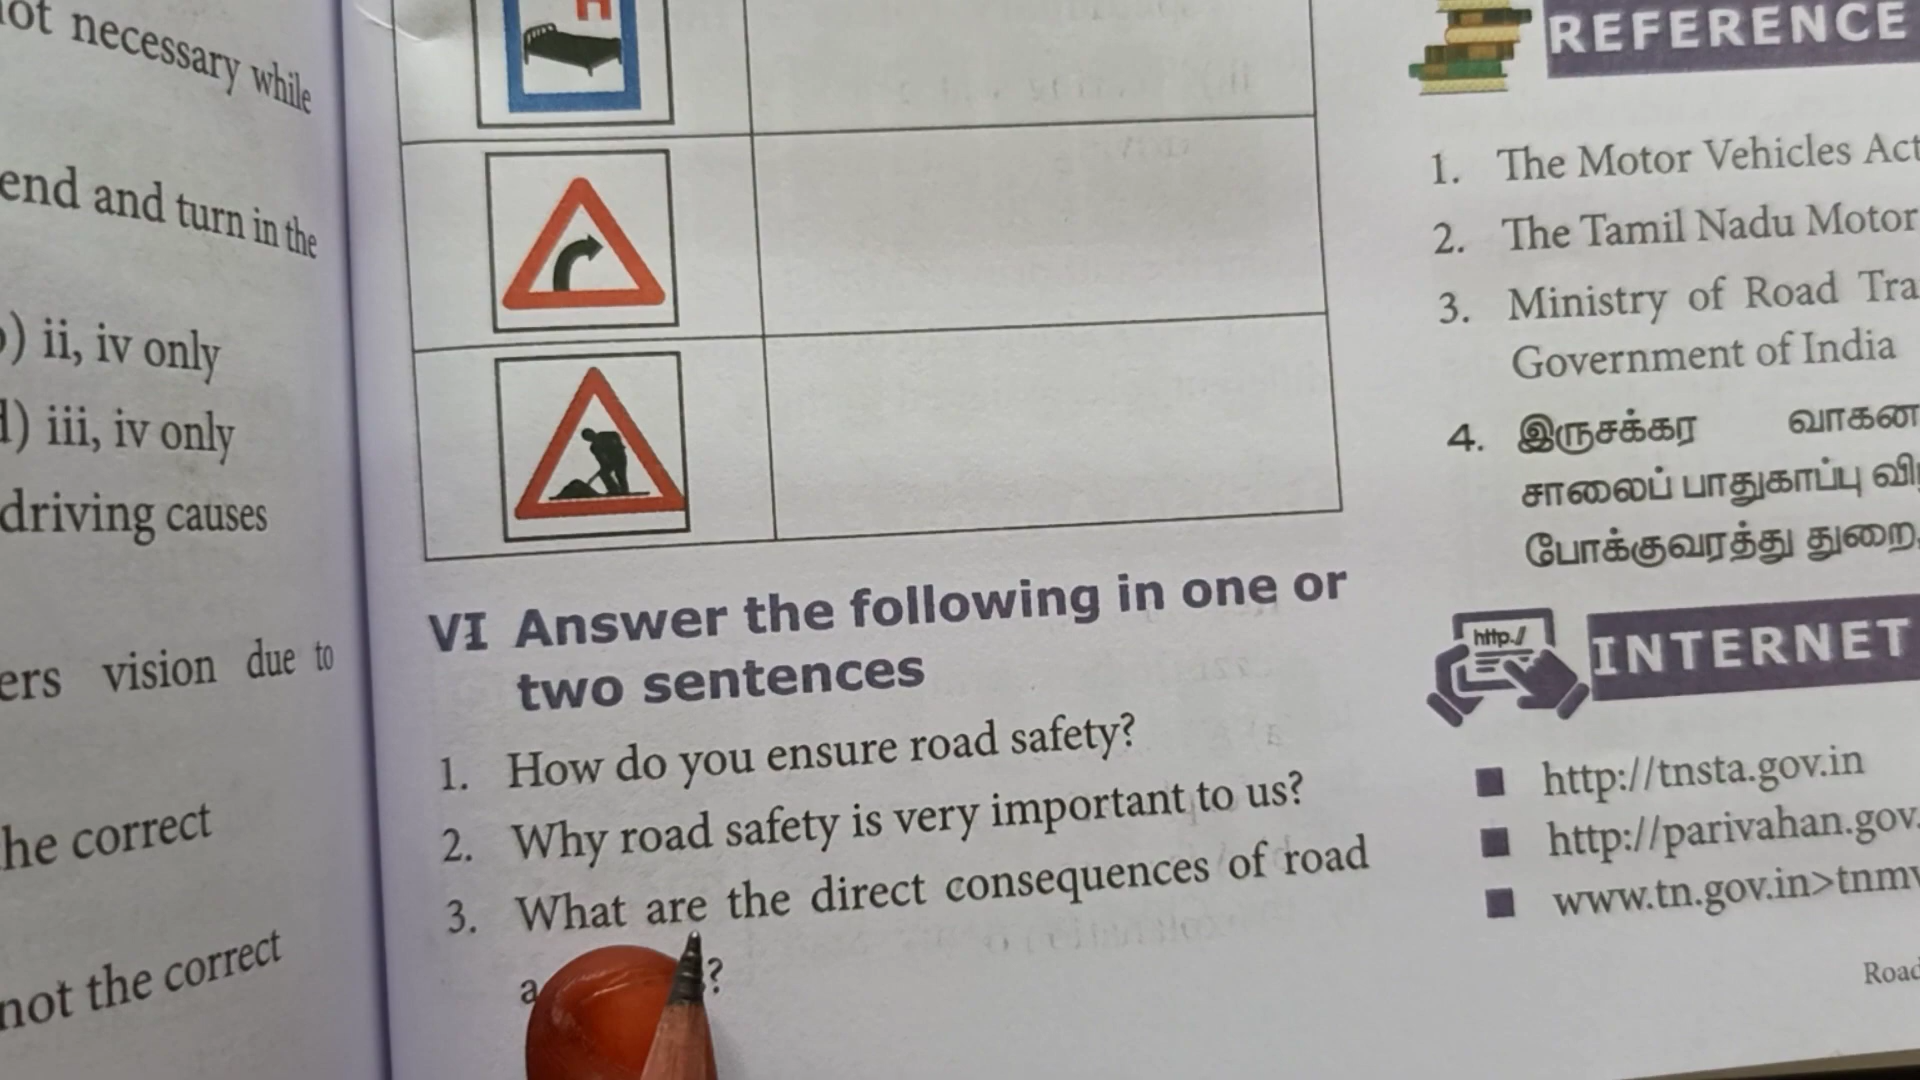 not necessary while
end and turn in the
) ii, iv only
) iii, iv only
driving causes
ers vision due to
he correct
not the correct
H
VI Answer the following in one or
two sentences
1. How do you ensure road safety?
2. Why road safety is very important to us?
3. What are the direct consequences of road
a ?
REFERENCE
1. The Motor Vehicles Act
2. The Tamil Nadu Motor
3. Ministry of Road Tra
Government of India
4. இருசக்கர வாகன
சாலைப் பாதுகாப்பு
போக்குவரத்து துறை,
http://
INTERNET
http://tnsta.gov.in
http://parivahan.gov.
www.tn.gov.in>tnmv
Road